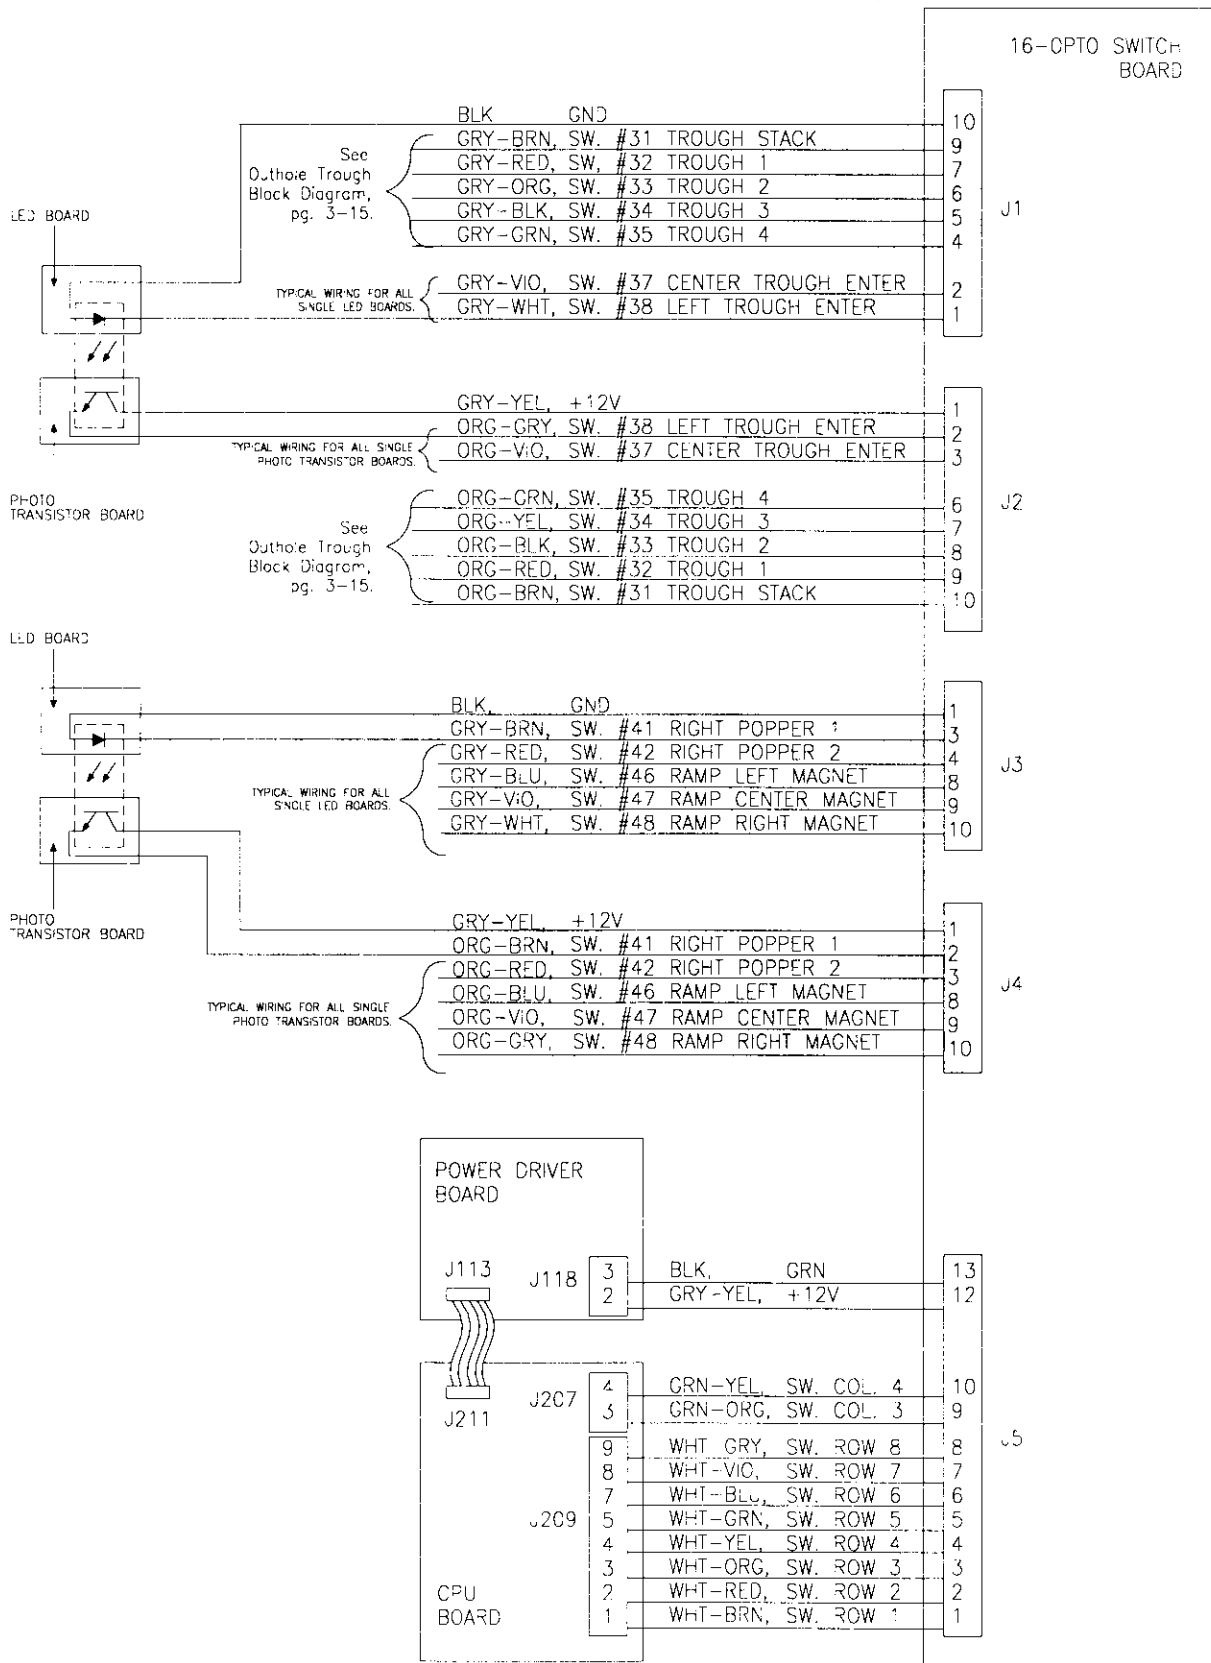 16-OPTO SWITCH
BOARD
BLK GND 10
GRY-BRN, SW. #31 TROUGH STACK 9
GRY-RED, SW, #32 TROUGH 1 7
GRY-ORG, SW. #33 TROUGH 2 6
GRY-BLK, SW. #34 TROUGH 3 5
GRY-GRN, SW. #35 TROUGH 4 4
See
Outhole Trough
Block Diagram,
pg. 3-15.
J1
LED BOARD
GRY-VIO, SW. #37 CENTER TROUGH ENTER 2
GRY-WHT, SW. #38 LEFT TROUGH ENTER 1
TYPICAL WIRING FOR ALL
SINGLE LED BOARDS.
GRY-YEL, +12V 1
ORG-GRY, SW. #38 LEFT TROUGH ENTER 2
ORG-VIO, SW. #37 CENTER TROUGH ENTER 3
TYPICAL WIRING FOR ALL SINGLE
PHOTO TRANSISTOR BOARDS.
PHOTO
TRANSISTOR BOARD
J2
ORG-GRN, SW. #35 TROUGH 4 6
ORG-YEL, SW. #34 TROUGH 3 7
ORG-BLK, SW. #33 TROUGH 2 8
ORG-RED, SW. #32 TROUGH 1 9
ORG-BRN, SW. #31 TROUGH STACK 10
See
Outhole Trough
Block Diagram,
pg. 3-15.
LED BOARD
BLK, GND 1
GRY-BRN, SW. #41 RIGHT POPPER 1 3
GRY-RED, SW. #42 RIGHT POPPER 2 4
GRY-BLU, SW. #46 RAMP LEFT MAGNET 8
GRY-VIO, SW. #47 RAMP CENTER MAGNET 9
GRY-WHT, SW. #48 RAMP RIGHT MAGNET 10
J3
TYPICAL WIRING FOR ALL
SINGLE LED BOARDS.
PHOTO
TRANSISTOR BOARD
GRY-YEL, +12V 1
ORG-BRN, SW. #41 RIGHT POPPER 1 2
ORG-RED, SW. #42 RIGHT POPPER 2 3
ORG-BLU, SW. #46 RAMP LEFT MAGNET 8
ORG-VIO, SW. #47 RAMP CENTER MAGNET 9
ORG-GRY, SW. #48 RAMP RIGHT MAGNET 10
J4
TYPICAL WIRING FOR ALL SINGLE
PHOTO TRANSISTOR BOARDS.
POWER DRIVER
BOARD
J113
J118
3 BLK, GRN 13
2 GRY-YEL, +12V 12
J211
J207
4 GRN-YEL, SW. COL. 4 10
3 GRN-ORG, SW. COL. 3 9
J5
9 WHT GRY, SW. ROW 8 8
8 WHT-VIO, SW. ROW 7 7
7 WHT-BLU, SW. ROW 6 6
J209
5 WHT-GRN, SW. ROW 5 5
4 WHT-YEL, SW. ROW 4 4
3 WHT-ORG, SW. ROW 3 3
2 WHT-RED, SW. ROW 2 2
1 WHT-BRN, SW. ROW 1 1
CPU
BOARD